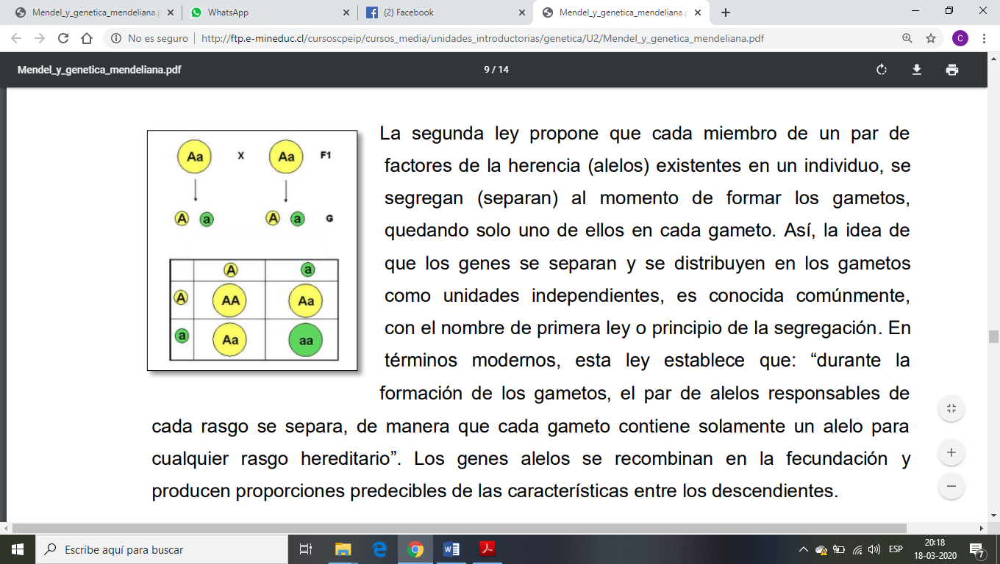 Mendel_y_genetica_mendeliana.p
WhatsApp
(2) Facebook
Mendel_y_genetica_mendeliana.p
No es seguro
http://ftp.e-mineduc.cl/cursoscpeip/cursos_media/unidades_introductorias/genetica/U2/Mendel_y_genetica_mendeliana.pdf
C
Mendel_y_genetica_mendeliana.pdf
9 / 14
Aa X Aa F1
A a A a G
A a
A AA Aa
a Aa aa
La segunda ley propone que cada miembro de un par de
factores de la herencia (alelos) existentes en un individuo, se
segregan (separan) al momento de formar los gametos,
quedando solo uno de ellos en cada gameto. Así, la idea de
que los genes se separan y se distribuyen en los gametos
como unidades independientes, es conocida comúnmente,
con el nombre de primera ley o principio de la segregación. En
términos modernos, esta ley establece que: “durante la
formación de los gametos, el par de alelos responsables de
cada rasgo se separa, de manera que cada gameto contiene solamente un alelo para
cualquier rasgo hereditario”. Los genes alelos se recombinan en la fecundación y
producen proporciones predecibles de las características entre los descendientes.
Escribe aquí para buscar
ESP
20:18
18-03-2020
7